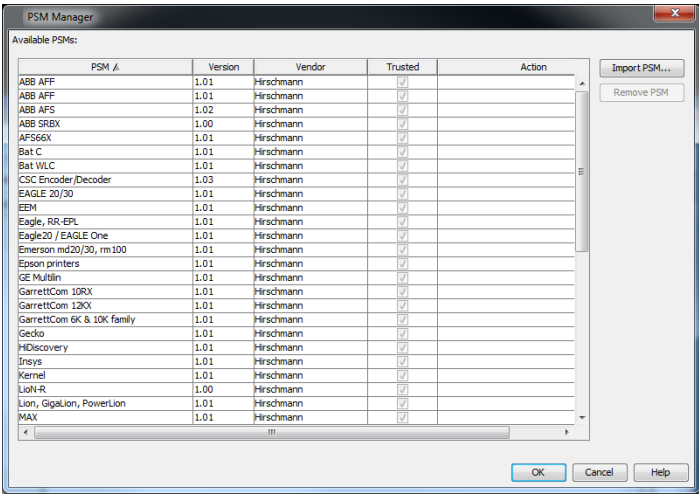 PSM Manager
Available PSMs:
PSM Version Vendor Trusted Action
ABB AFF 1.01 Hirschmann
ABB AFF 1.01 Hirschmann
ABB AFS 1.02 Hirschmann
ABB SRBX 1.00 Hirschmann
AFS66X 1.01 Hirschmann
Bat C 1.01 Hirschmann
Bat WLC 1.01 Hirschmann
CSC Encoder/Decoder 1.03 Hirschmann
EAGLE 20/30 1.01 Hirschmann
EEM 1.01 Hirschmann
Eagle, RR-EPL 1.01 Hirschmann
Eagle20 / EAGLE One 1.01 Hirschmann
Emerson md20/30, rm100 1.01 Hirschmann
Epson printers 1.01 Hirschmann
GE Multilin 1.01 Hirschmann
GarrettCom 10RX 1.01 Hirschmann
GarrettCom 12KX 1.01 Hirschmann
GarrettCom 6K & 10K family 1.01 Hirschmann
Gecko 1.01 Hirschmann
HiDiscovery 1.01 Hirschmann
Insys 1.01 Hirschmann
Kernel 1.01 Hirschmann
LioN-R 1.00 Hirschmann
Lion, GigaLion, PowerLion 1.01 Hirschmann
MAX 1.01 Hirschmann
Import PSM...
Remove PSM
OK Cancel Help